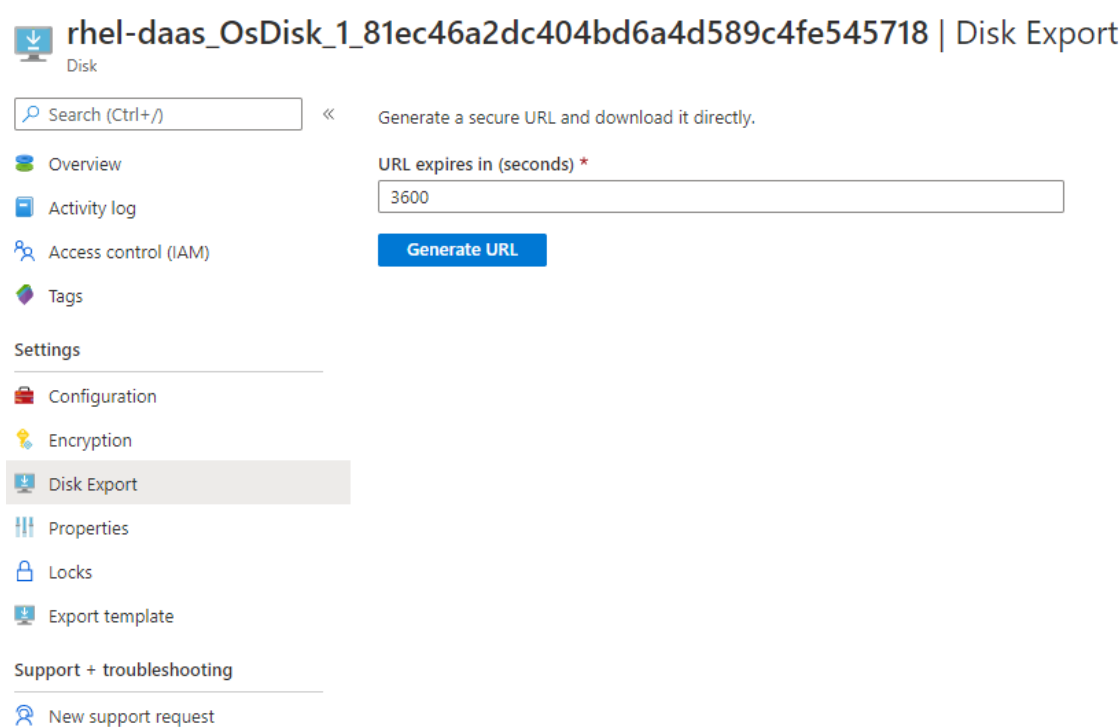 rhel-daas_OsDisk_1_81ec46a2dc404bd6a4d589c4fe545718 | Disk Export
Disk
Search (Ctrl+/)
«
Overview
Activity log
Access control (IAM)
Tags
Settings
Configuration
Encryption
Disk Export
Properties
Locks
Export template
Support + troubleshooting
New support request
Generate a secure URL and download it directly.
URL expires in (seconds) *
3600
Generate URL